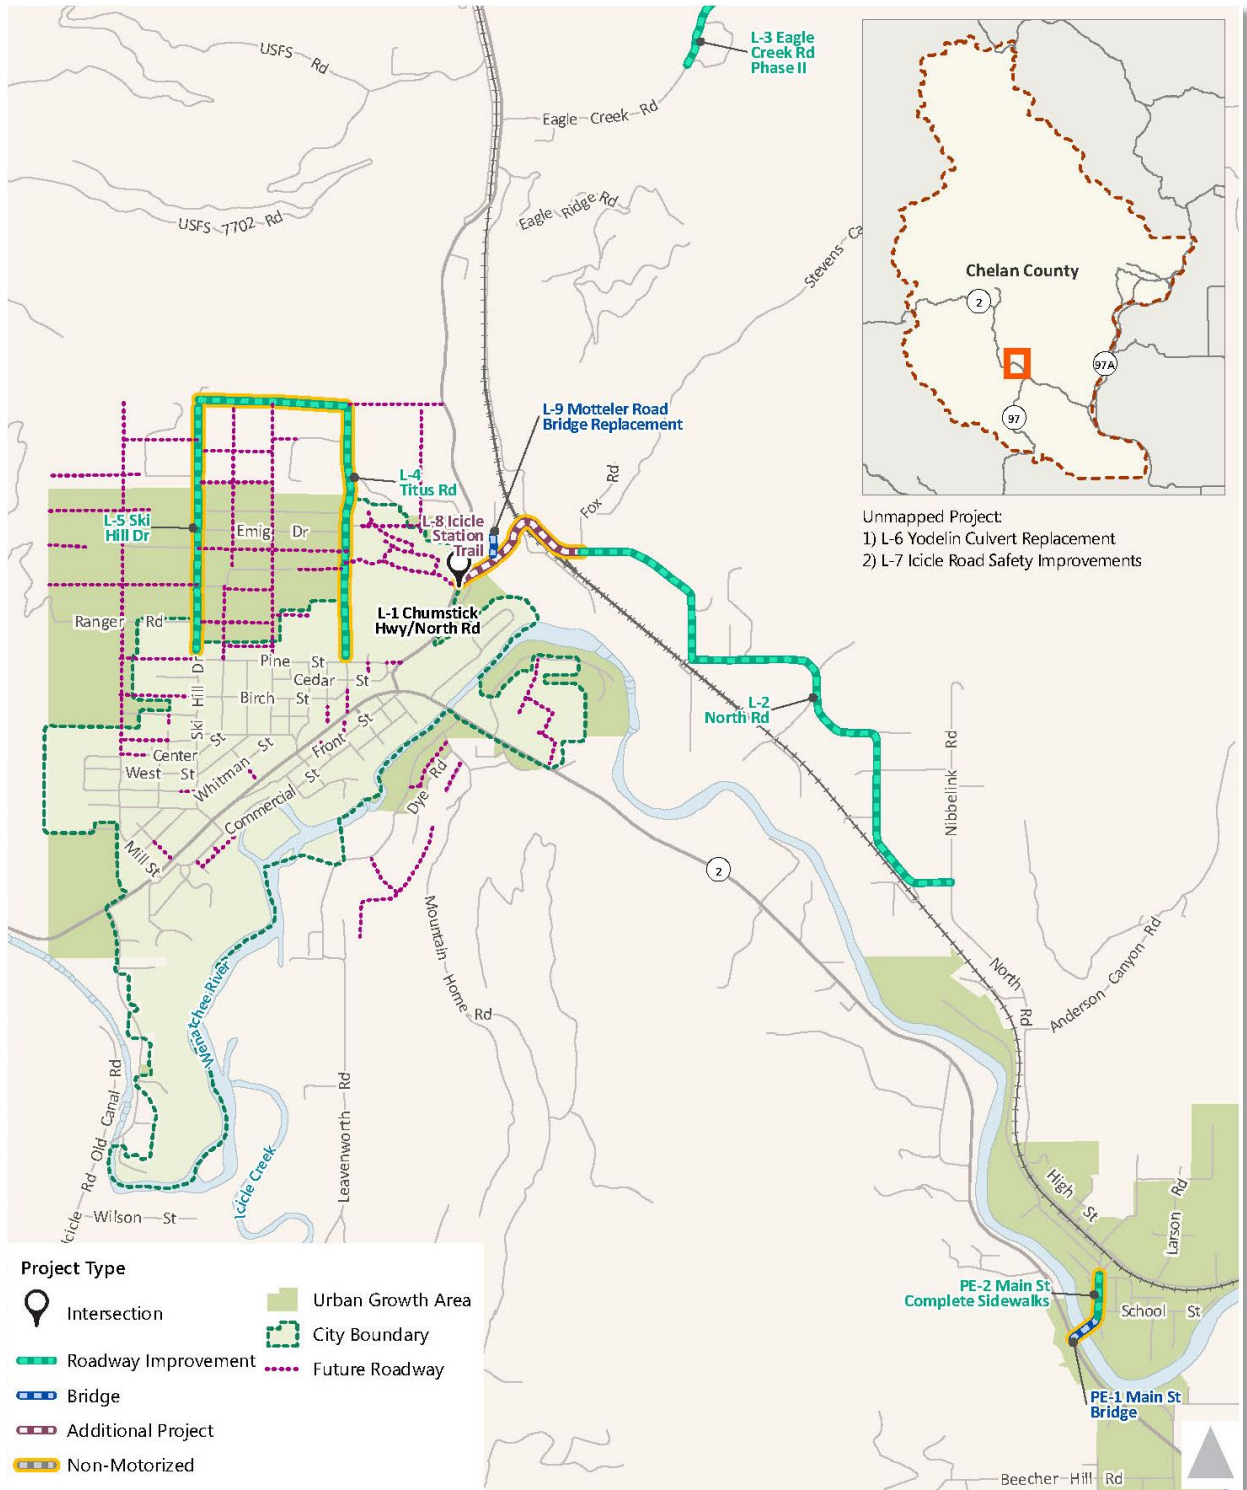 L-3 Eagle
Creek Rd
Phase II
USFS Rd
Eagle Creek Rd
USFS 7702 Rd
Eagle Ridge Rd
Stevens Ca
Chelan County
2
97A
97
Unmapped Project:
1) L-6 Yodelin Culvert Replacement
2) L-7 Icicle Road Safety Improvements
L-9 Motteler Road
Bridge Replacement
Fox Rd
L-4
Titus Rd
L-5 Ski
Hill Dr
Emig Dr
L-8 Icicle
Station
Trail
L-1 Chumstick
Hwy/North Rd
Ranger Rd
Pine St
Cedar St
Birch St
Ski Hill Dr
Center St
West St
Whitman St
Front St
Commercial St
Mill St
Dye Rd
L-2
North Rd
Nibbelink Rd
2
Mountain Home Rd
North Rd
Anderson Canyon Rd
Wenatchee River
Icicle Creek
Icicle Rd
Old Canal Rd
Leavenworth Rd
Wilson St
High St
Larson Rd
School St
PE-2 Main St
Complete Sidewalks
PE-1 Main St
Bridge
Beecher Hill Rd
Project Type
Intersection
Roadway Improvement
Bridge
Additional Project
Non-Motorized
Urban Growth Area
City Boundary
Future Roadway